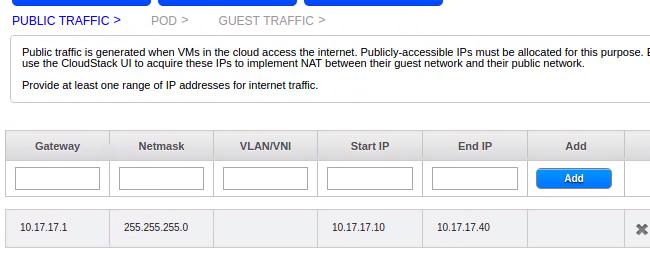 PUBLIC TRAFFIC > POD > GUEST TRAFFIC >
Public traffic is generated when VMs in the cloud access the internet. Publicly-accessible IPs must be allocated for this purpose.
use the CloudStack UI to acquire these IPs to implement NAT between their guest network and their public network.
Provide at least one range of IP addresses for internet traffic.
Gateway Netmask VLAN/VNI Start IP End IP Add
Add
10.17.17.1 255.255.255.0 10.17.17.10 10.17.17.40